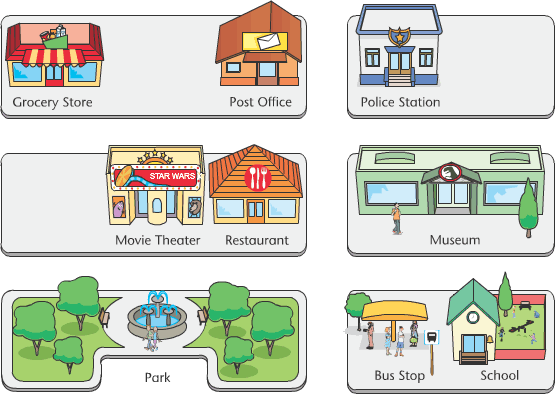 Grocery Store
Post Office
Police Station
STAR WARS
Movie Theater
Restaurant
Museum
Park
Bus Stop
School